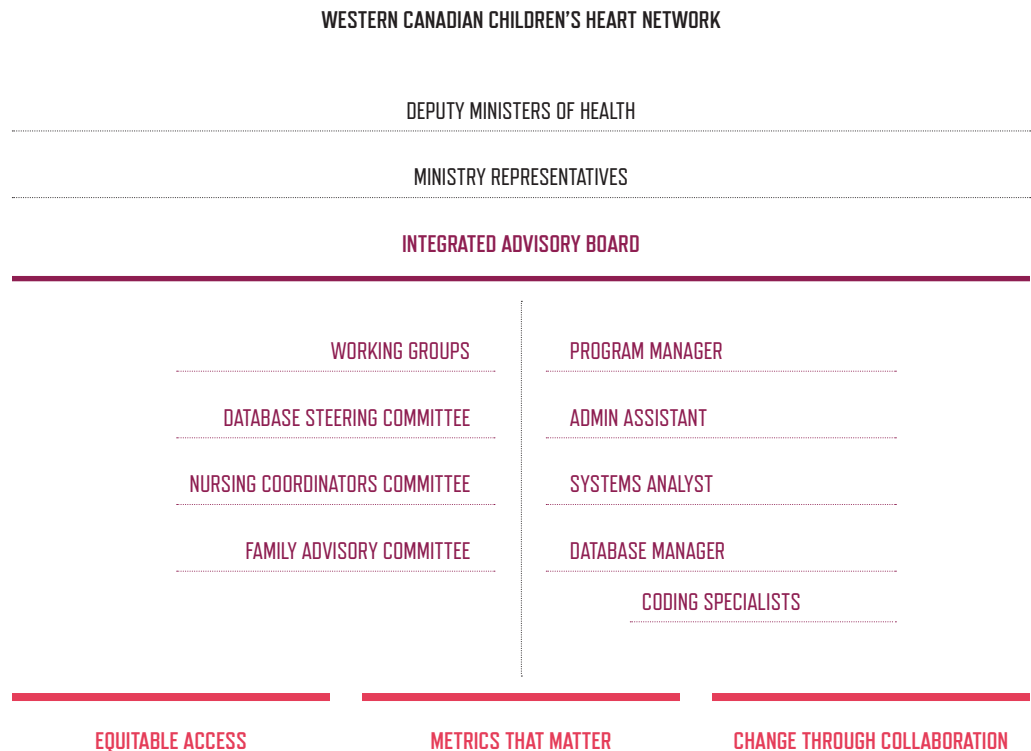 WESTERN CANADIAN CHILDREN'S HEART NETWORK
DEPUTY MINISTERS OF HEALTH
MINISTRY REPRESENTATIVES
INTEGRATED ADVISORY BOARD
WORKING GROUPS
DATABASE STEERING COMMITTEE
NURSING COORDINATORS COMMITTEE
FAMILY ADVISORY COMMITTEE
PROGRAM MANAGER
ADMIN ASSISTANT
SYSTEMS ANALYST
DATABASE MANAGER
CODING SPECIALISTS
EQUITABLE ACCESS
METRICS THAT MATTER
CHANGE THROUGH COLLABORATION